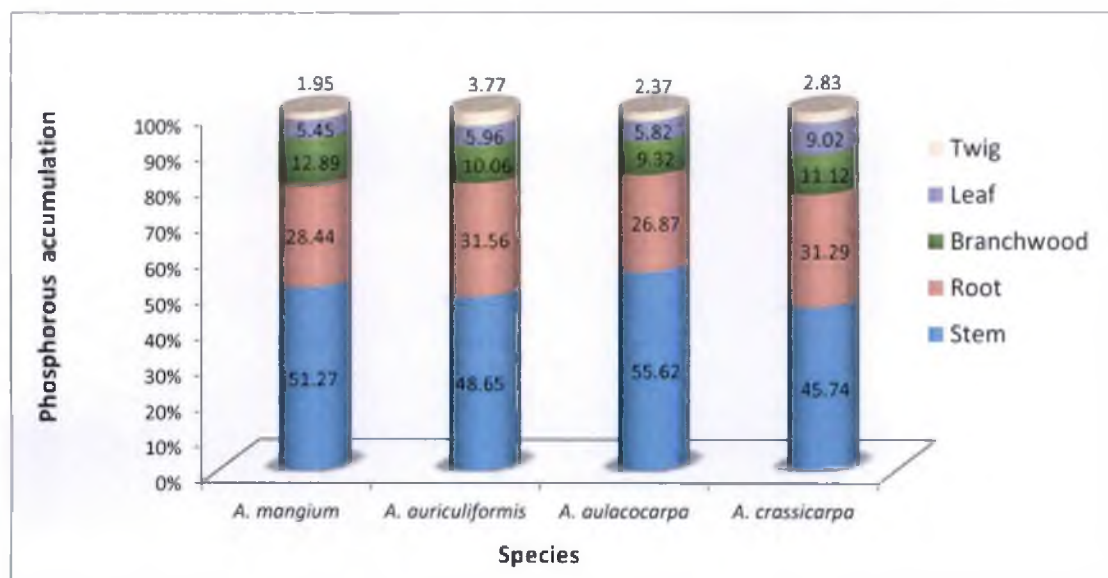 1.95 3.77 2.37 2.83
100%
90%
80%
70%
60%
50%
40%
30%
20%
10%
0%
Phosphorous accumulation
5.45 5.96 5.82 9.02
12.89 10.06 9.32 11.12
28.44 31.56 26.87 31.29
51.27 48.65 55.62 45.74
A. mangium A. auriculiformis A. aulacocarpa A. crassicarpa
Species
Twig
Leaf
Branchwood
Root
Stem